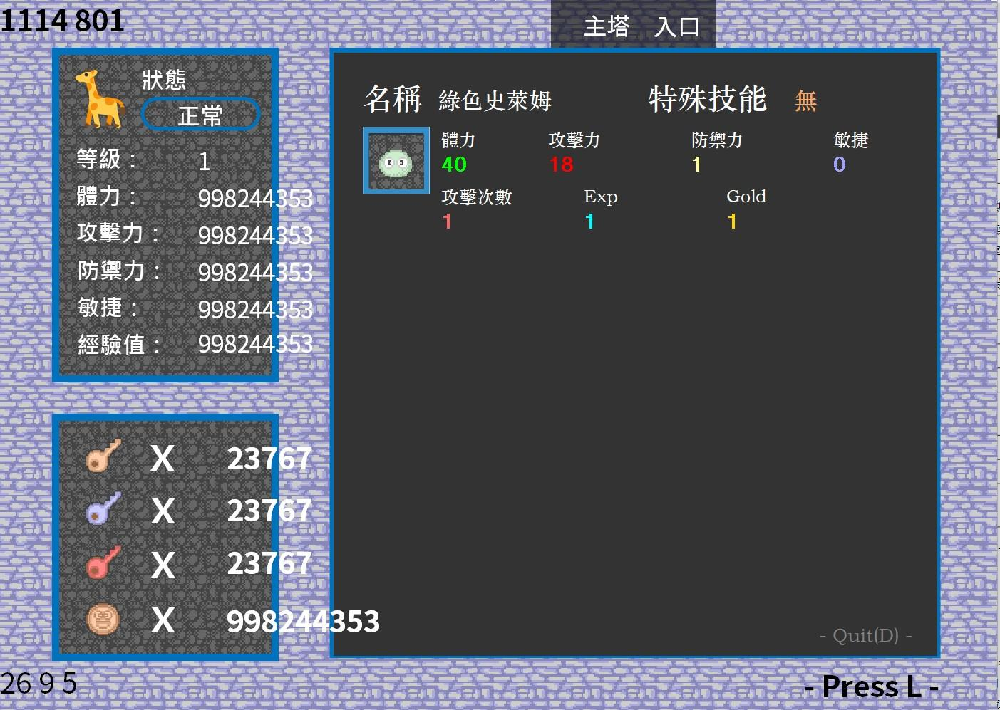 1114 801
主塔 入口
狀態
正常
等級： 1
體力： 998244353
攻擊力： 998244353
防禦力： 998244353
敏捷： 998244353
經驗值： 998244353
X 23767
X 23767
X 23767
X 998244353
名稱 綠色史萊姆 特殊技能 無
體力 攻擊力 防禦力 敏捷
40 18 1 0
攻擊次數 Exp Gold
1 1 1
- Quit(D) -
26 9 5
- Press L -